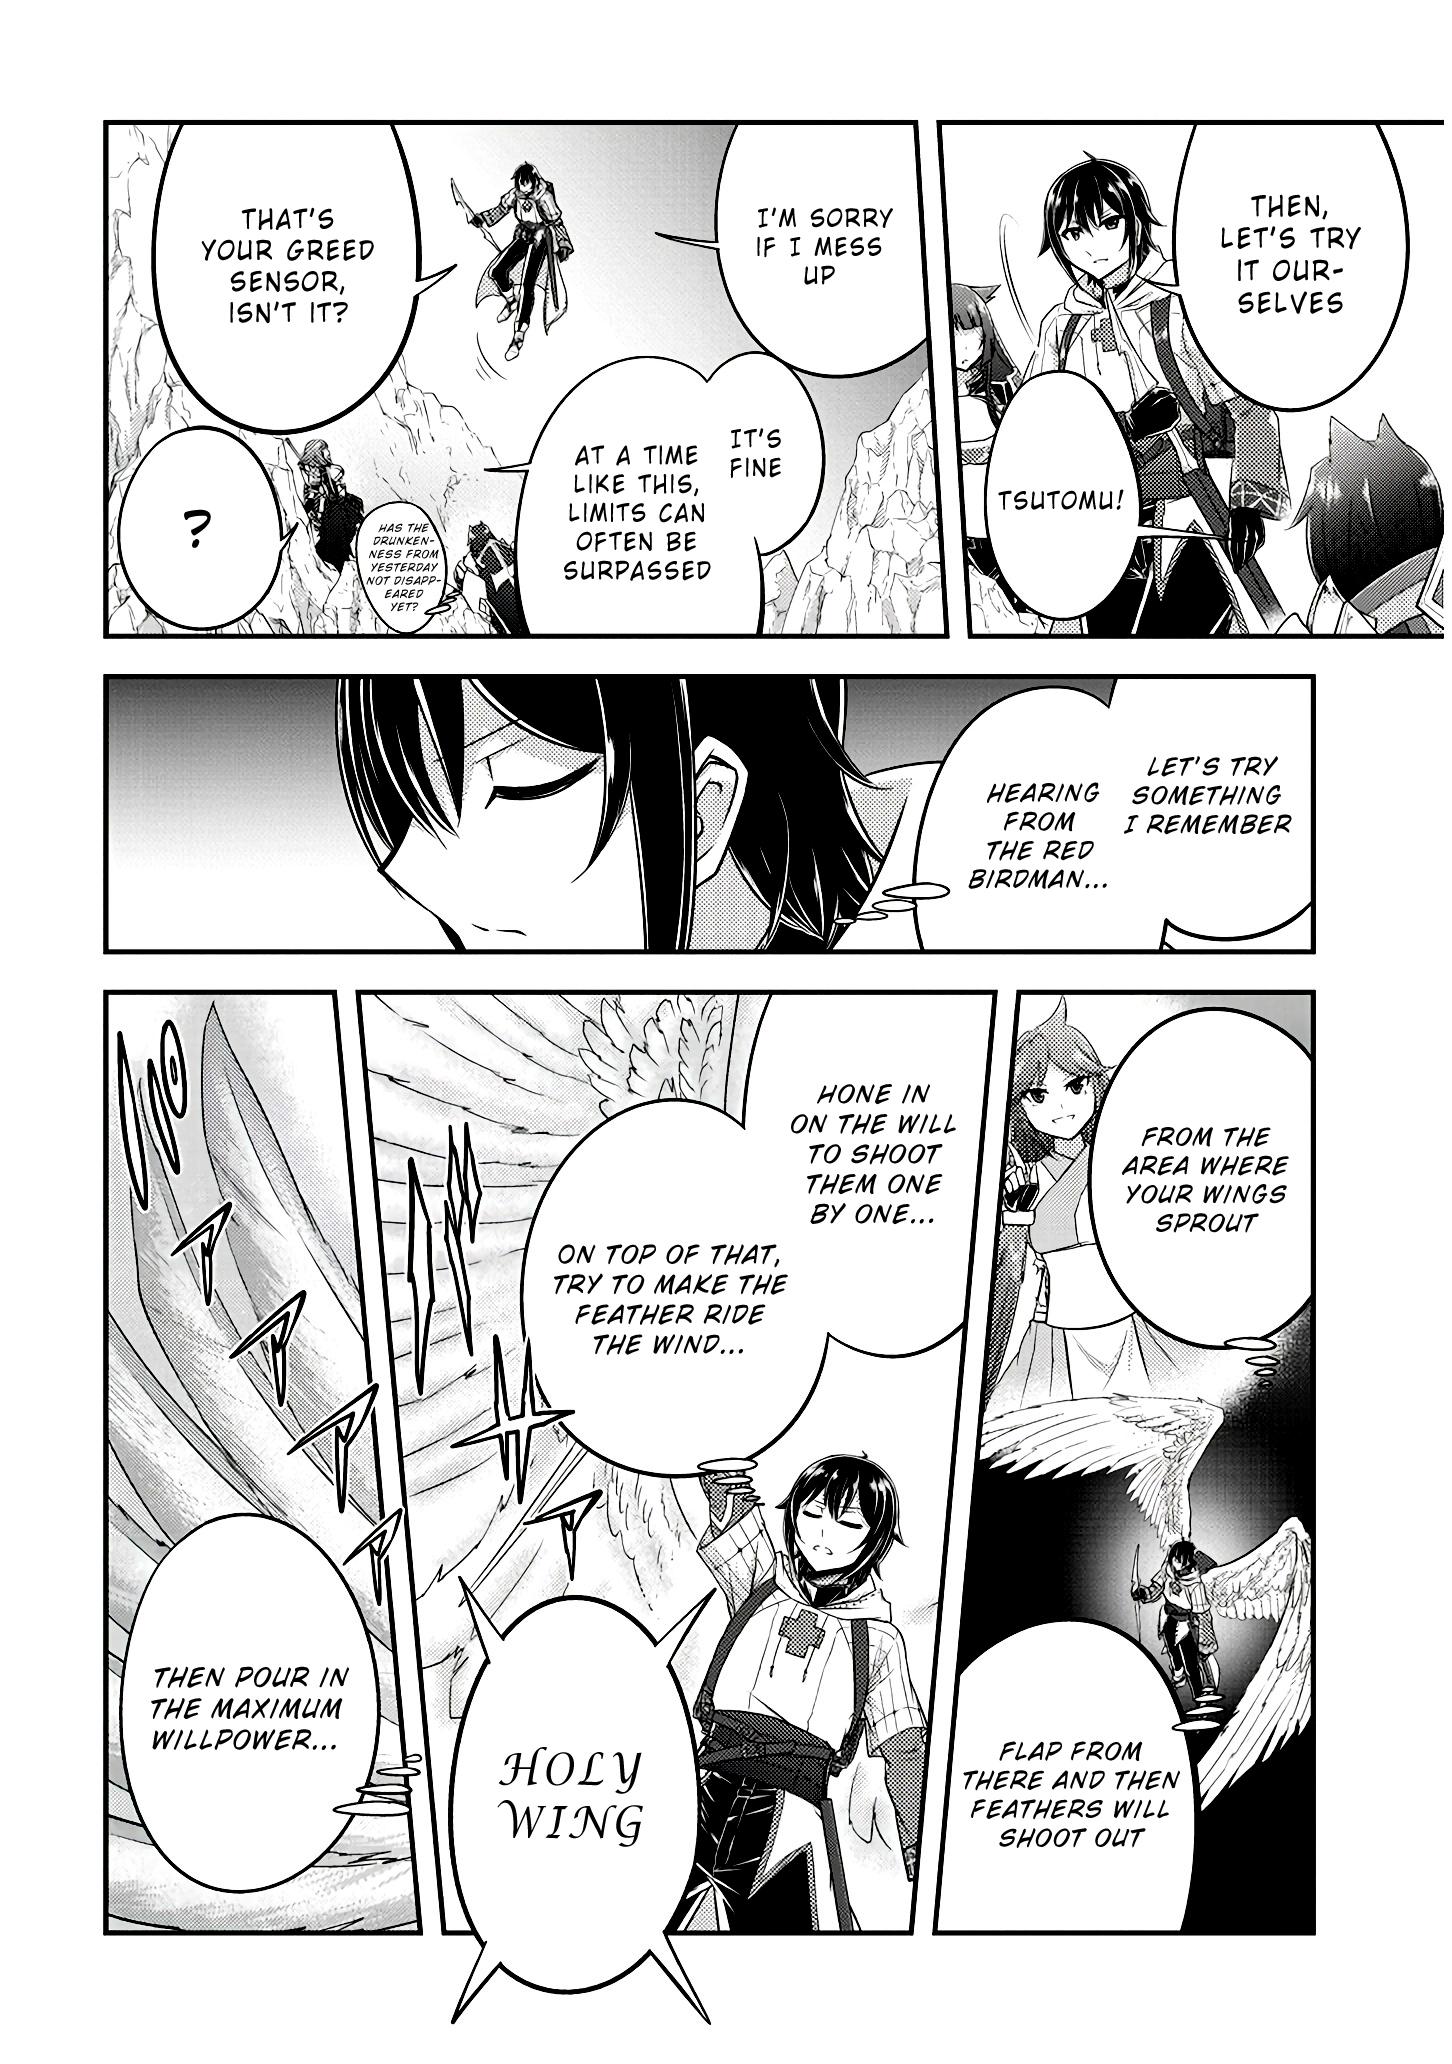 THEN,
LET'S TRY
IT OUR-
SELVES
TSUTOMU!
I'M SORRY
IF I MESS
UP
IT'S
FINE
AT A TIME
LIKE THIS,
LIMITS CAN
OFTEN BE
SURPASSED
THAT'S
YOUR GREED
SENSOR,
ISN'T IT?
HAS THE
DRUNKEN-
NESS FROM
YESTERDAY
NOT DISAPP-
EARED
YET?
?
LET'S TRY
SOMETHING
I REMEMBER
HEARING
FROM
THE RED
BIRDMAN...
FROM THE
AREA WHERE
YOUR WINGS
SPROUT
FLAP FROM
THERE AND THEN
FEATHERS WILL
SHOOT OUT
HONE IN
ON THE WILL
TO SHOOT
THEM ONE
BY ONE...
ON TOP OF THAT,
TRY TO MAKE THE
FEATHER RIDE
THE WIND...
HOLY
WING
THEN POUR IN
THE MAXIMUM
WILLPOWER...